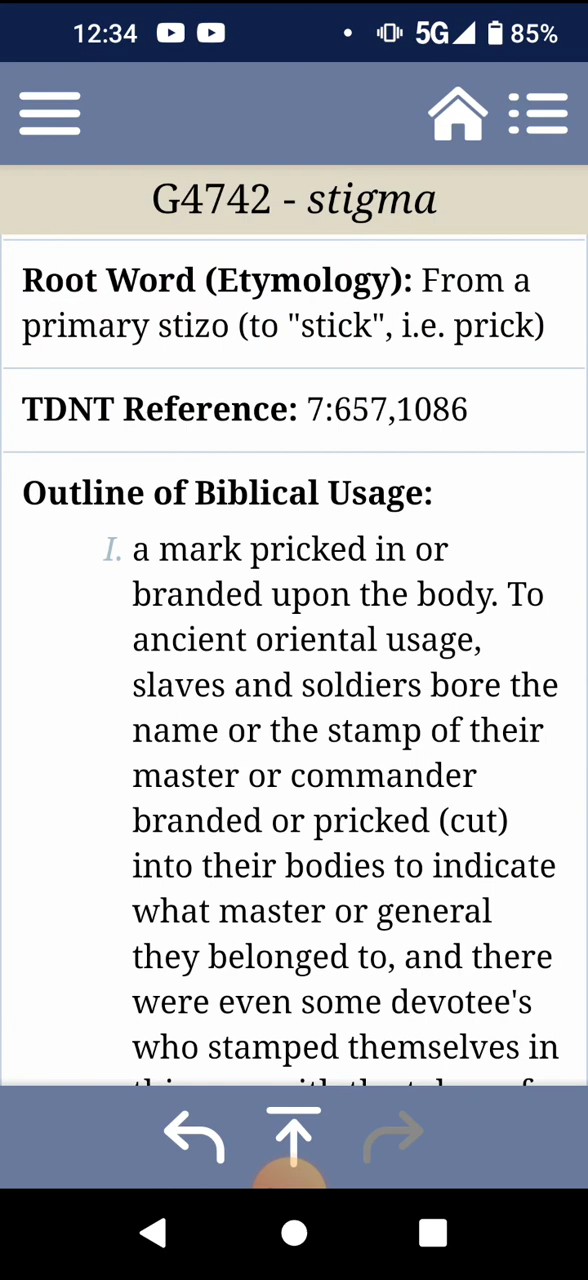 12:34 5G 85%
G4742 - stigma
Root Word (Etymology): From a
primary stizo (to "stick", i.e. prick)
TDNT Reference: 7:657,1086
Outline of Biblical Usage:
I. a mark pricked in or
branded upon the body. To
ancient oriental usage,
slaves and soldiers bore the
name or the stamp of their
master or commander
branded or pricked (cut)
into their bodies to indicate
what master or general
they belonged to, and there
were even some devotee's
who stamped themselves in